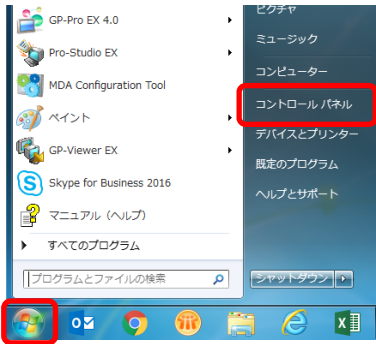 GP-Pro EX 4.0
Pro-Studio EX
MDA Configuration Tool
ペイント
GP-Viewer EX
Skype for Business 2016
マニュアル（ヘルプ）
すべてのプログラム
プログラムとファイルの検索
ピクチャ
ミュージック
コンピューター
コントロール パネル
デバイスとプリンター
既定のプログラム
ヘルプとサポート
シャットダウン